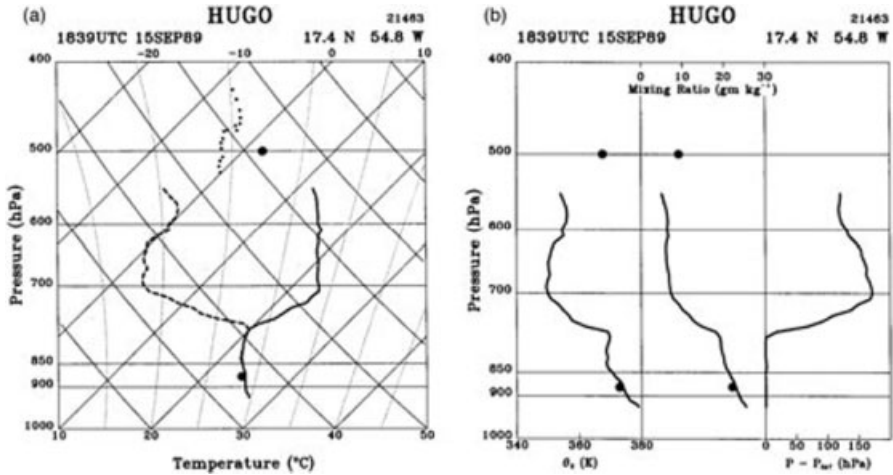 (a)
HUGO
21463
1839UTC 15SEP89
17.4 N 54.8 W
-20
-10
0
10
400
500
600
700
850
900
1000
Pressure (hPa)
10
20
30
40
50
Temperature (°C)
(b)
HUGO
21463
1839UTC 15SEP89
17.4 N 54.8 W
0
10
20
30
Mixing Ratio (gm kg⁻¹)
400
500
600
700
850
900
1000
Pressure (hPa)
340
360
380
0
50
100
150
θe (K)
P - Psat (hPa)